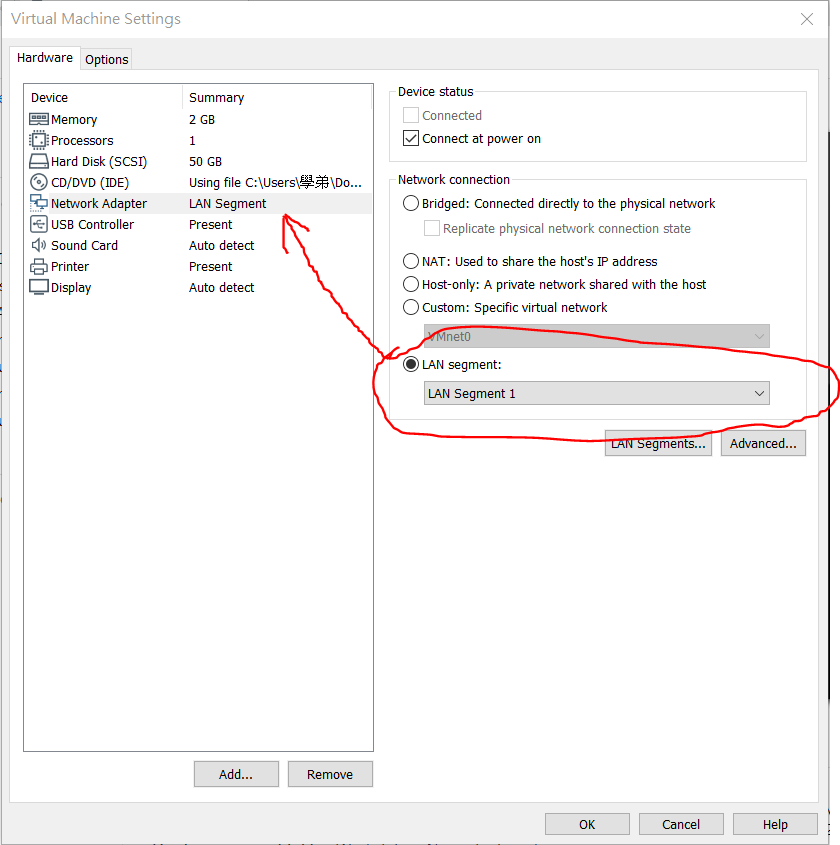 Virtual Machine Settings
Hardware
Options
Device Summary
Memory 2 GB
Processors 1
Hard Disk (SCSI) 50 GB
CD/DVD (IDE) Using file C:\Users\學弟\Do...
Network Adapter LAN Segment
USB Controller Present
Sound Card Auto detect
Printer Present
Display Auto detect
Add...
Remove
Device status
Connected
Connect at power on
Network connection
Bridged: Connected directly to the physical network
Replicate physical network connection state
NAT: Used to share the host's IP address
Host-only: A private network shared with the host
Custom: Specific virtual network
VMnet0
LAN segment:
LAN Segment 1
LAN Segments...
Advanced...
OK
Cancel
Help